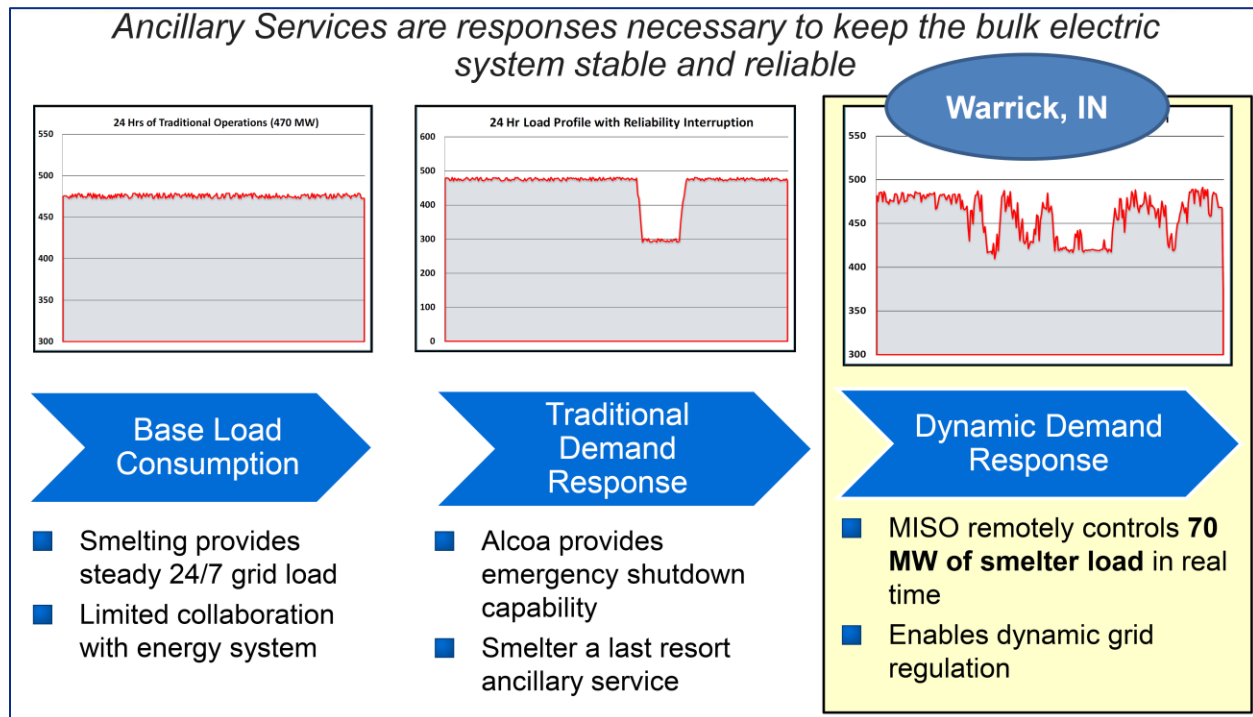 Ancillary Services are responses necessary to keep the bulk electric
system stable and reliable
24 Hrs of Traditional Operations (470 MW)
550
500
450
400
350
300
24 Hr Load Profile with Reliability Interruption
600
500
400
300
200
100
0
Warrick, IN
550
500
450
400
350
300
Base Load
Consumption
Traditional
Demand
Response
Dynamic Demand
Response
Smelting provides
steady 24/7 grid load
Limited collaboration
with energy system
Alcoa provides
emergency shutdown
capability
Smelter a last resort
ancillary service
MISO remotely controls 70
MW of smelter load in real
time
Enables dynamic grid
regulation